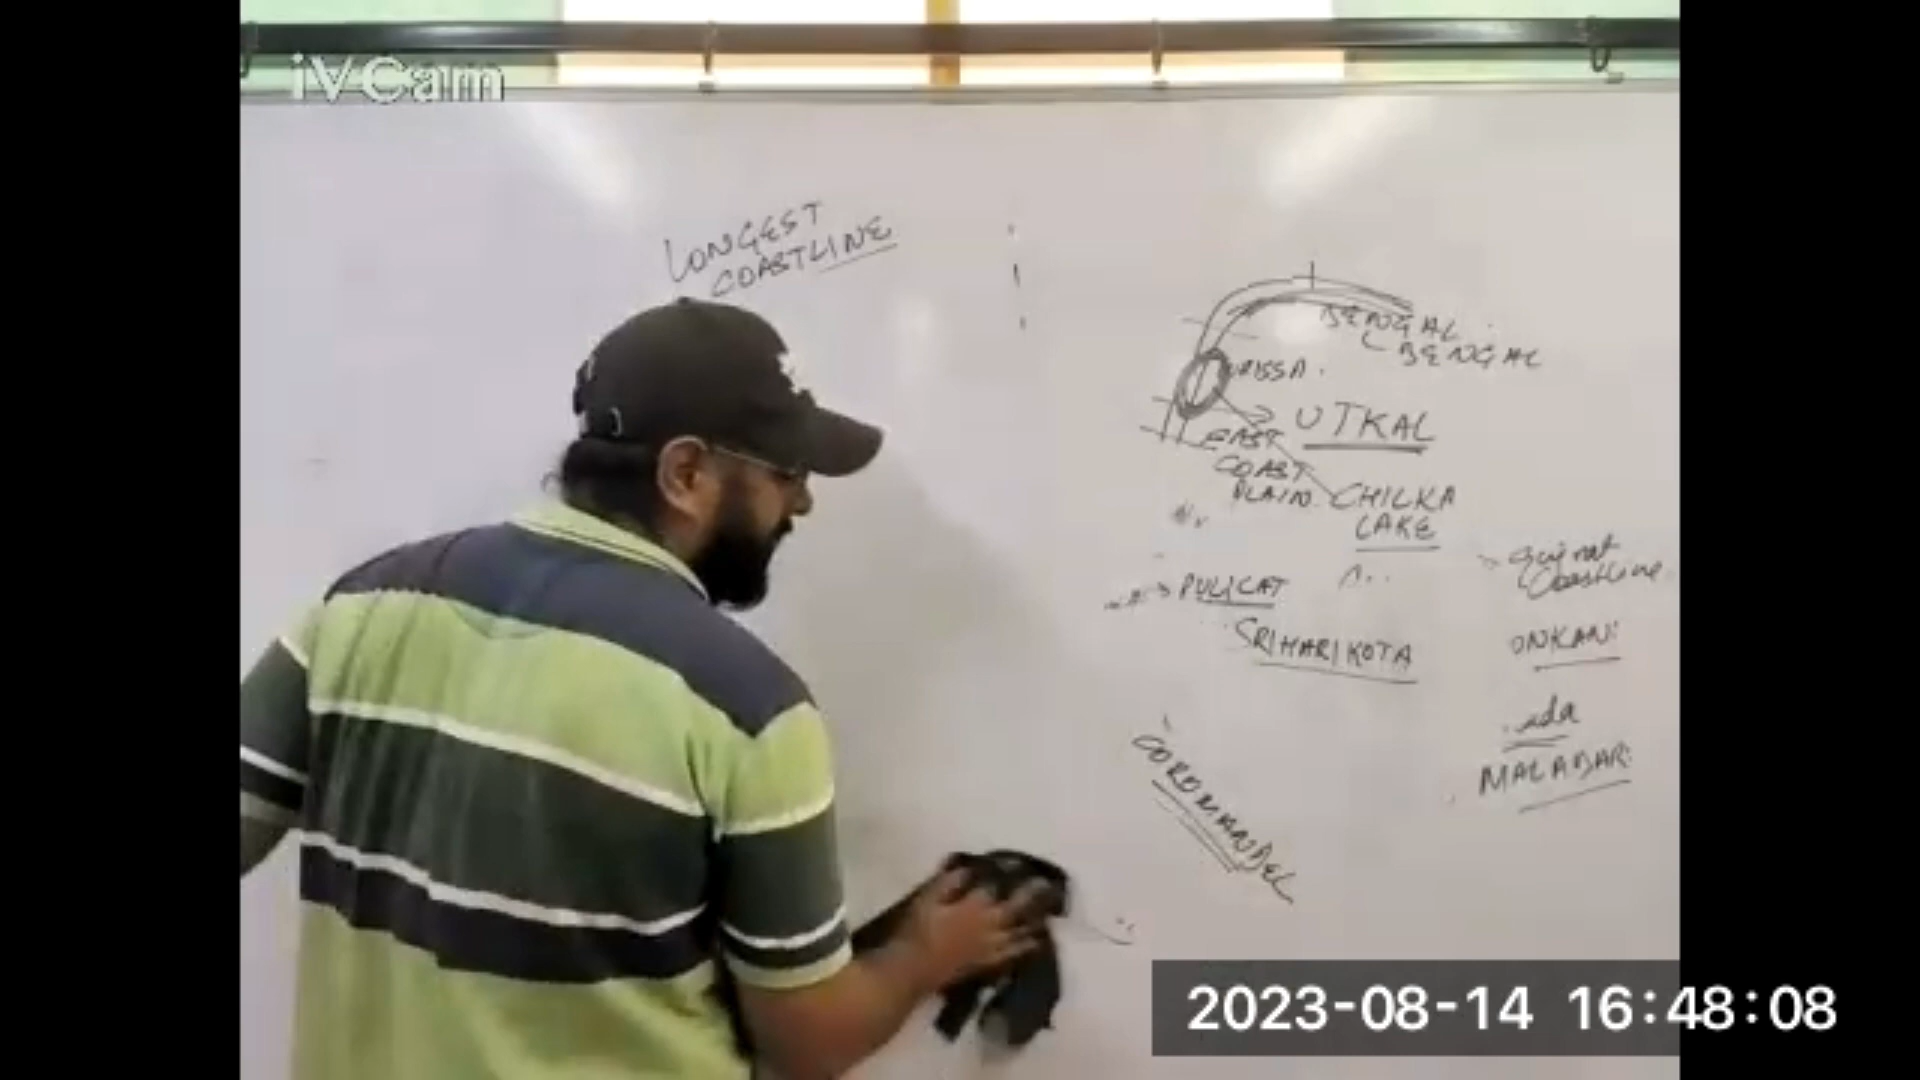 iVCam
LONGEST
COASTLINE
BENGAL
BENGAL
ORISSA
UTKAL
EAST
COAST
PLAIN
CHILKA
LAKE
Gujrat
Coastline
PULICAT
SRIHARIKOTA
ONKAN
ada
MALABAR
COROMANDEL
2023-08-14 16:48:08